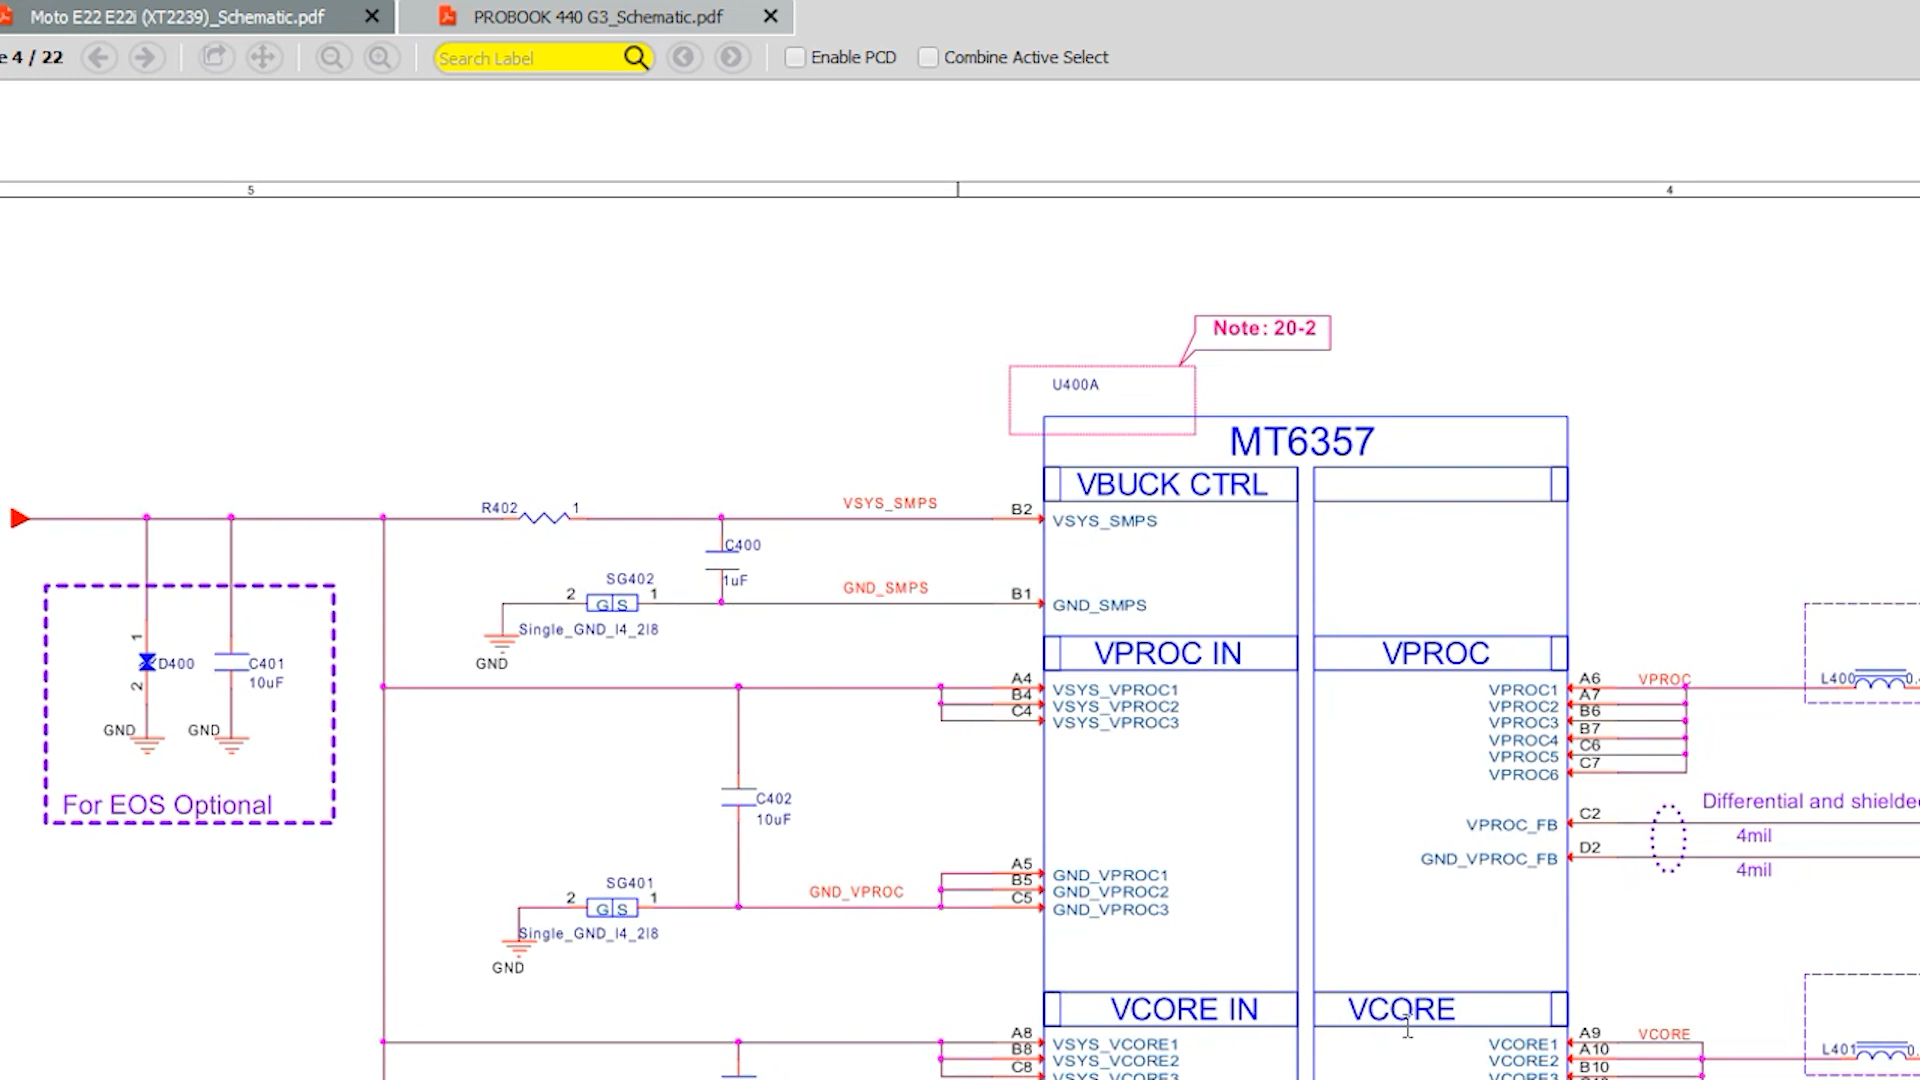 Moto E22 E22i (XT2239)_Schematic.pdf
PROBOOK 440 G3_Schematic.pdf
e 4 / 22
Search Label
Enable PCD
Combine Active Select
5
4
Note: 20-2
U400A
MT6357
VBUCK CTRL
R402
1
VSYS_SMPS
B2
VSYS_SMPS
C400
1uF
SG402
2
G S
1
GND_SMPS
B1
GND_SMPS
Single_GND_I4_2I8
GND
VPROC IN
VPROC
1
D400
2
C401
10uF
GND
GND
For EOS Optional
A4
VSYS_VPROC1
B4
VSYS_VPROC2
C4
VSYS_VPROC3
VPROC1
A6
VPROC
VPROC2
A7
VPROC3
B6
VPROC4
B7
VPROC5
C6
VPROC6
C7
L400
0.
C402
10uF
VPROC_FB
C2
Differential and shielde
4mil
GND_VPROC_FB
D2
4mil
SG401
2
G S
1
GND_VPROC
A5
GND_VPROC1
B5
GND_VPROC2
C5
GND_VPROC3
Single_GND_I4_2I8
GND
VCORE IN
VCORE
A8
VSYS_VCORE1
B8
VSYS_VCORE2
C8
VSYS_VCORE3
VCORE1
A9
VCORE
VCORE2
A10
VCORE3
B10
L401
0.